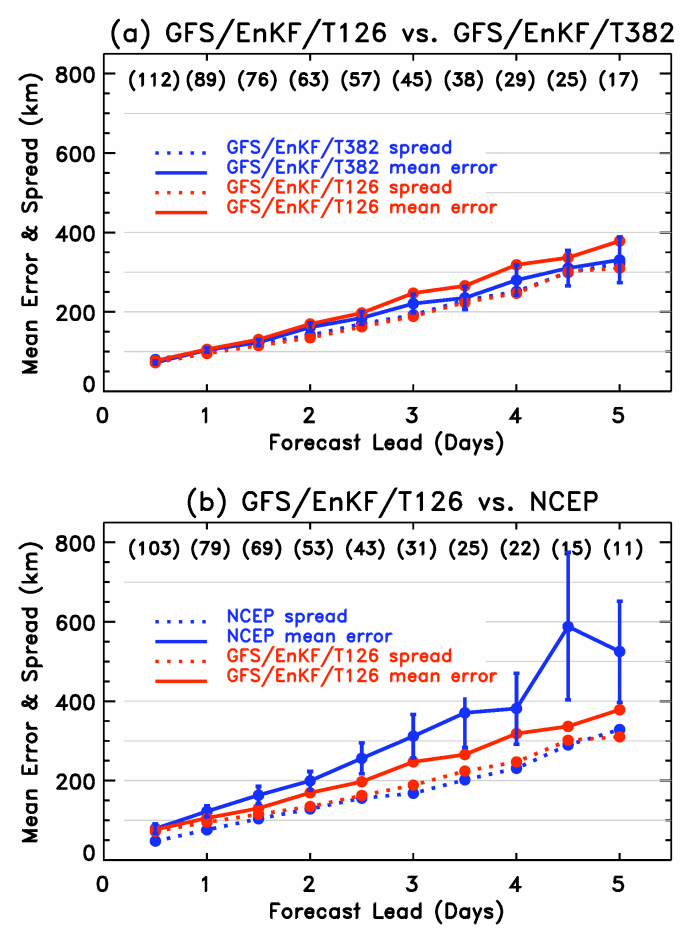 (a) GFS/EnKF/T126 vs. GFS/EnKF/T382
800
(112) (89) (76) (63) (57) (45) (38) (29) (25) (17)
GFS/EnKF/T382 spread
600
GFS/EnKF/T382 mean error
GFS/EnKF/T126 spread
GFS/EnKF/T126 mean error
400
200
0
Mean Error & Spread (km)
0 1 2 3 4 5
Forecast Lead (Days)
(b) GFS/EnKF/T126 vs. NCEP
800
(103) (79) (69) (53) (43) (31) (25) (22) (15) (11)
NCEP spread
600
NCEP mean error
GFS/EnKF/T126 spread
GFS/EnKF/T126 mean error
400
200
0
Mean Error & Spread (km)
0 1 2 3 4 5
Forecast Lead (Days)